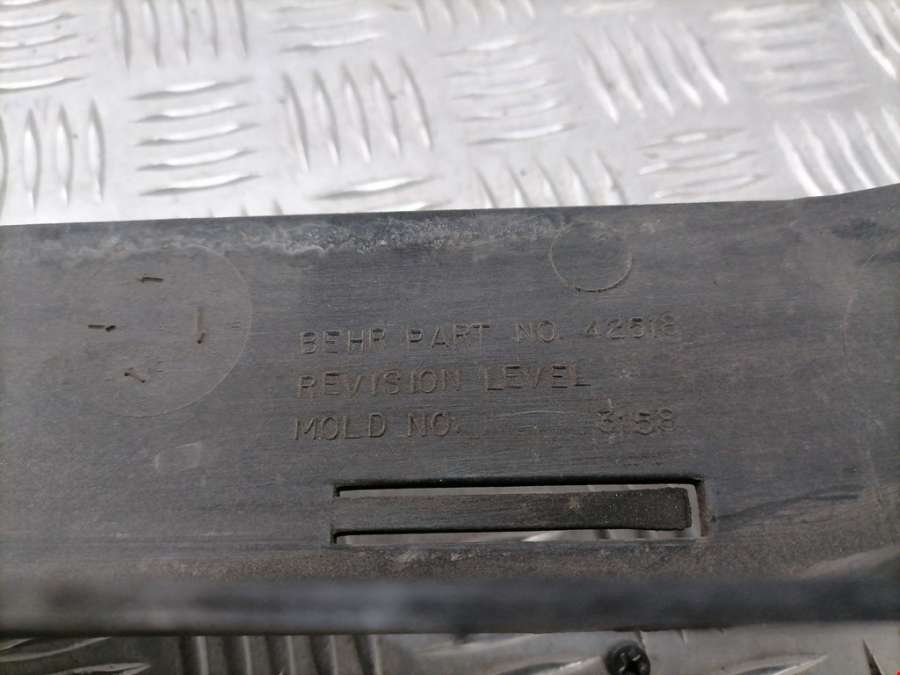 BEHR PART NO. 42518
REVISION LEVEL
MOLD NO. 3158